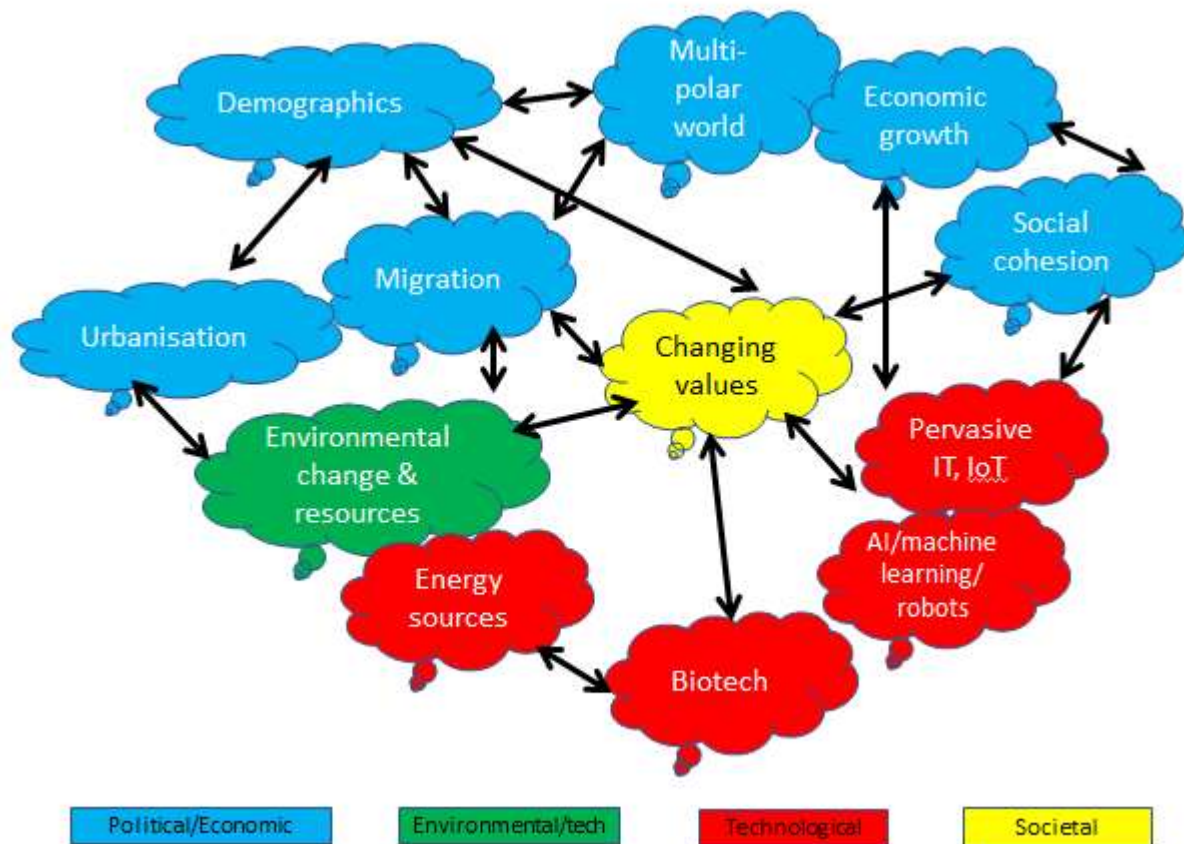 Multi-
polar
world
Demographics
Economic
growth
Social
cohesion
Migration
Urbanisation
Changing
values
Environmental
change &
resources
Pervasive
IT, IoT
AI/machine
learning/
robots
Energy
sources
Biotech
Political/Economic
Environmental/tech
Technological
Societal